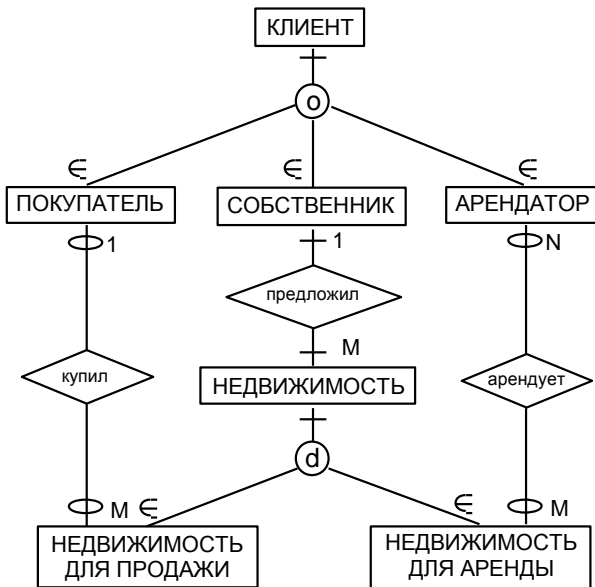 КЛИЕНТ
o
∈ ∈ ∈
ПОКУПАТЕЛЬ СОБСТВЕННИК АРЕНДАТОР
1 1 N
предложил
M
купил НЕДВИЖИМОСТЬ арендует
d
M ∈ ∈ M
НЕДВИЖИМОСТЬ
ДЛЯ ПРОДАЖИ
НЕДВИЖИМОСТЬ
ДЛЯ АРЕНДЫ